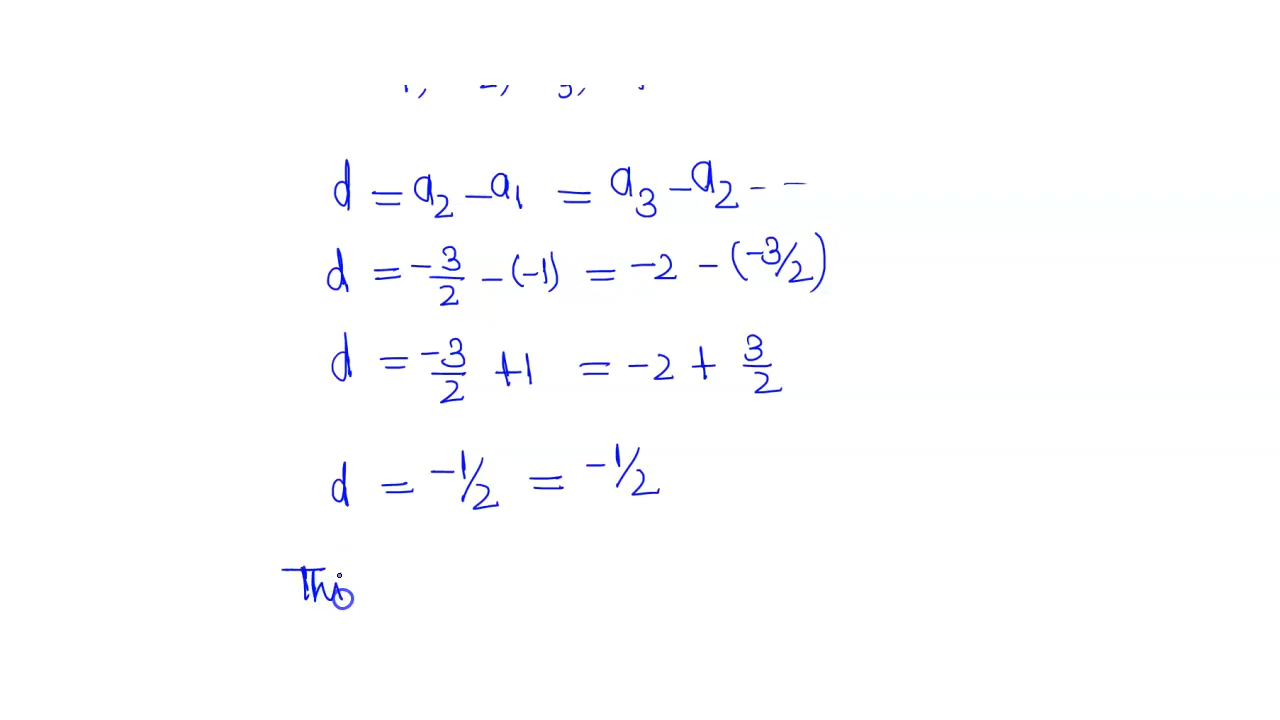 d = a₂ - a₁ = a₃ - a₂ - -
d = -3/2 - (-1) = -2 - (-3/2)
d = -3/2 + 1 = -2 + 3/2
d = -1/2 = -1/2
Thi